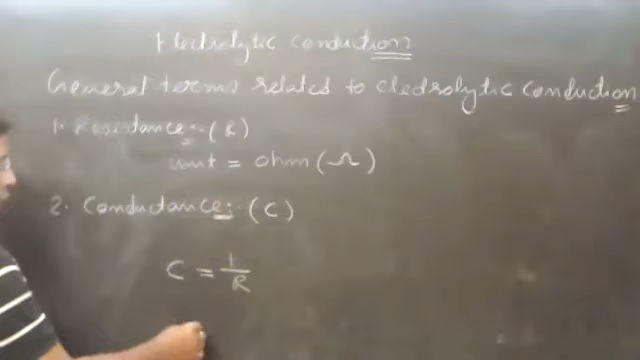 Electrolytic conduction
General terms related to electrolytic conduction
1. Resistance:- (R)
unit = ohm (Ω)
2. Conductance:- (C)
C = 1/R